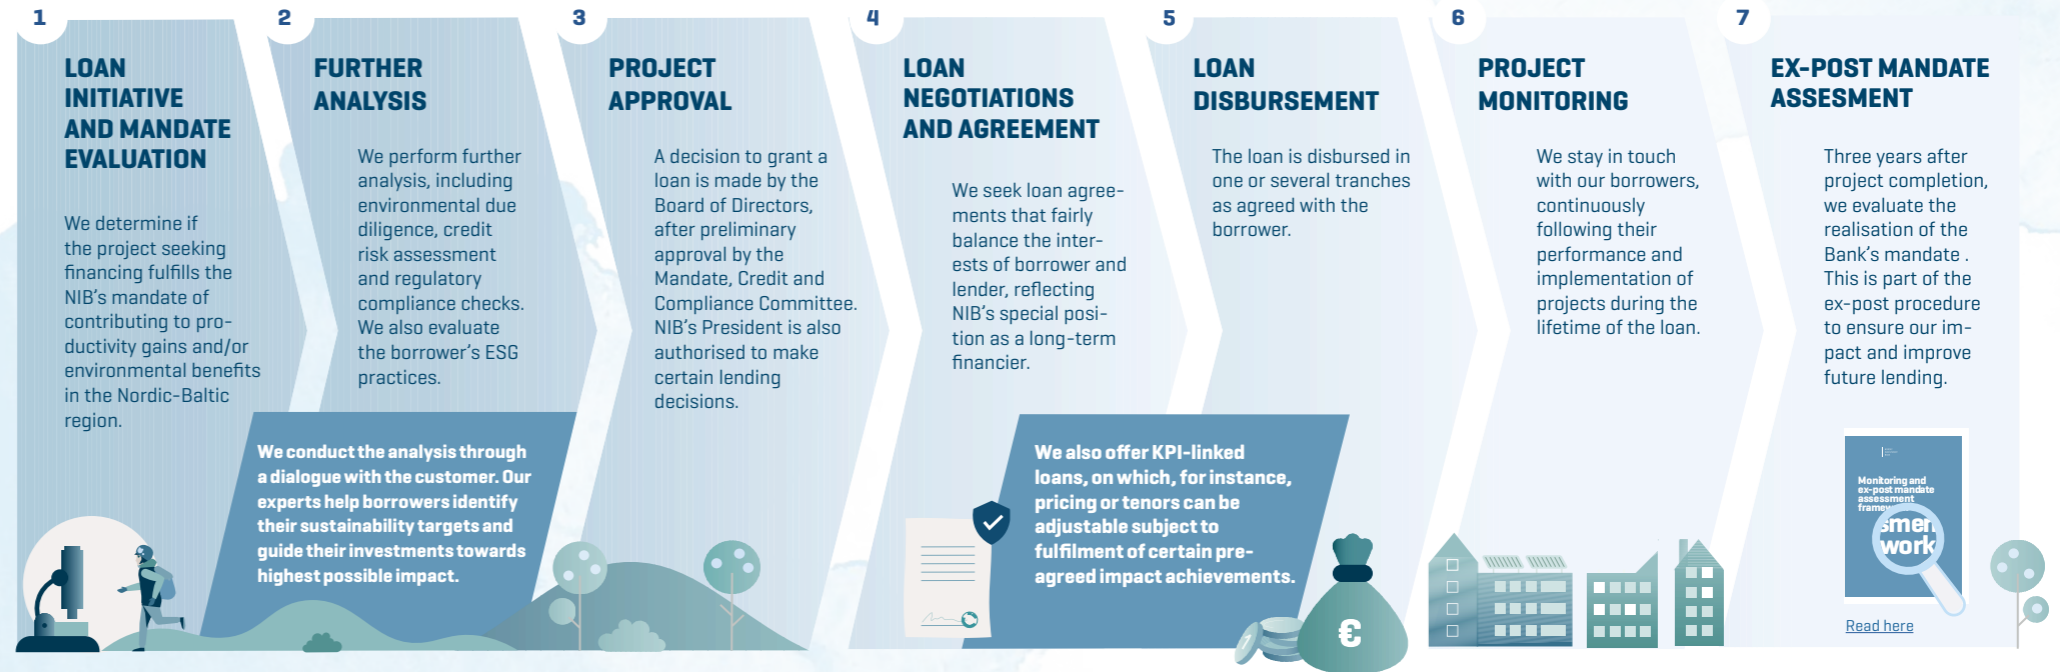 1
LOAN
INITIATIVE
AND MANDATE
EVALUATION
We determine if
the project seeking
financing fulfills the
NIB's mandate of
contributing to pro-
ductivity gains and/or
environmental benefits
in the Nordic-Baltic
region.
2
FURTHER
ANALYSIS
We perform further
analysis, including
environmental due
diligence, credit
risk assessment
and regulatory
compliance checks.
We also evaluate
the borrower's ESG
practices.
We conduct the analysis through
a dialogue with the customer. Our
experts help borrowers identify
their sustainability targets and
guide their investments towards
highest possible impact.
3
PROJECT
APPROVAL
A decision to grant a
loan is made by the
Board of Directors,
after preliminary
approval by the
Mandate, Credit and
Compliance Committee.
NIB's President is also
authorised to make
certain lending
decisions.
4
LOAN
NEGOTIATIONS
AND AGREEMENT
We seek loan agree-
ments that fairly
balance the inter-
ests of borrower and
lender, reflecting
NIB's special posi-
tion as a long-term
financier.
We also offer KPI-linked
loans, on which, for instance,
pricing or tenors can be
adjustable subject to
fulfilment of certain pre-
agreed impact achievements.
5
LOAN
DISBURSEMENT
The loan is disbursed in
one or several tranches
as agreed with the
borrower.
€
6
PROJECT
MONITORING
We stay in touch
with our borrowers,
continuously
following their
performance and
implementation of
projects during the
lifetime of the loan.
7
EX-POST MANDATE
ASSESMENT
Three years after
project completion,
we evaluate the
realisation of the
Bank's mandate .
This is part of the
ex-post procedure
to ensure our im-
pact and improve
future lending.
Monitoring and
ex-post mandate
assessment
smen
work
Read here